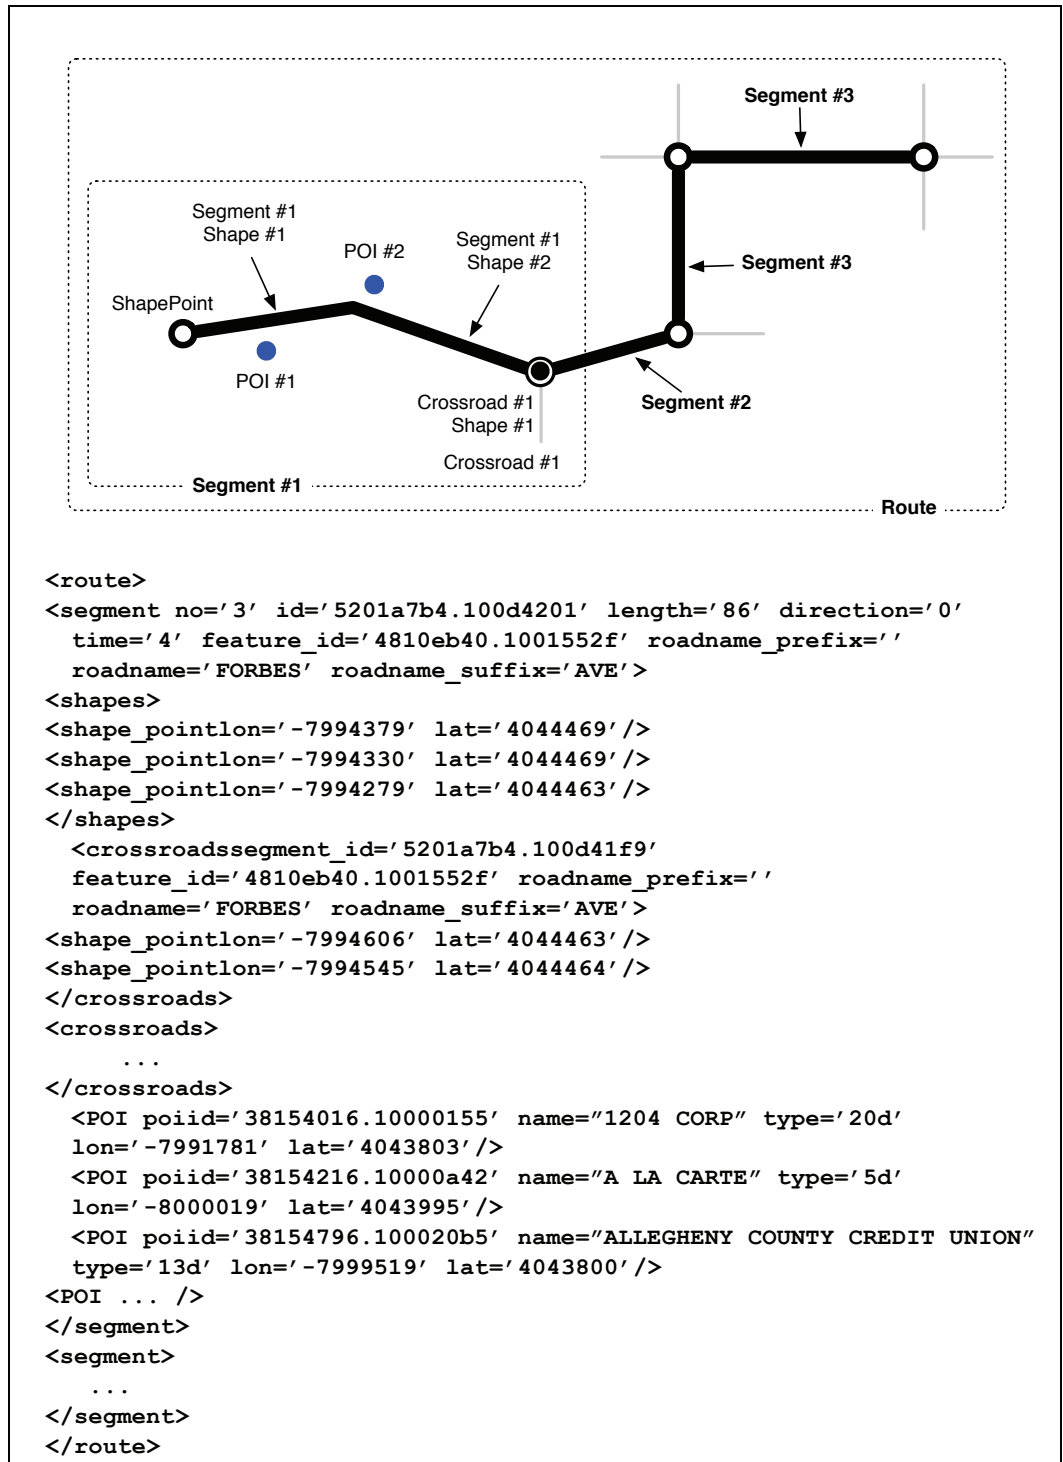 Segment #3
Segment #1
Shape #1
POI #2
Segment #1
Shape #2
Segment #3
ShapePoint
POI #1
Crossroad #1
Shape #1
Segment #2
Crossroad #1
Segment #1
Route
<route>
<segment no='3' id='5201a7b4.100d4201' length='86' direction='0'
time='4' feature_id='4810eb40.1001552f' roadname_prefix=''
roadname='FORBES' roadname_suffix='AVE'>
<shapes>
<shape_pointlon='-7994379' lat='4044469'/>
<shape_pointlon='-7994330' lat='4044469'/>
<shape_pointlon='-7994279' lat='4044463'/>
</shapes>
<crossroadssegment_id='5201a7b4.100d41f9'
feature_id='4810eb40.1001552f' roadname_prefix=''
roadname='FORBES' roadname_suffix='AVE'>
<shape_pointlon='-7994606' lat='4044463'/>
<shape_pointlon='-7994545' lat='4044464'/>
</crossroads>
<crossroads>
...
</crossroads>
<POI poiid='38154016.10000155' name="1204 CORP" type='20d'
lon='-7991781' lat='4043803'/>
<POI poiid='38154216.10000a42' name="A LA CARTE" type='5d'
lon='-8000019' lat='4043995'/>
<POI poiid='38154796.100020b5' name="ALLEGHENY COUNTY CREDIT UNION"
type='13d' lon='-7999519' lat='4043800'/>
<POI ... />
</segment>
<segment>
...
</segment>
</route>